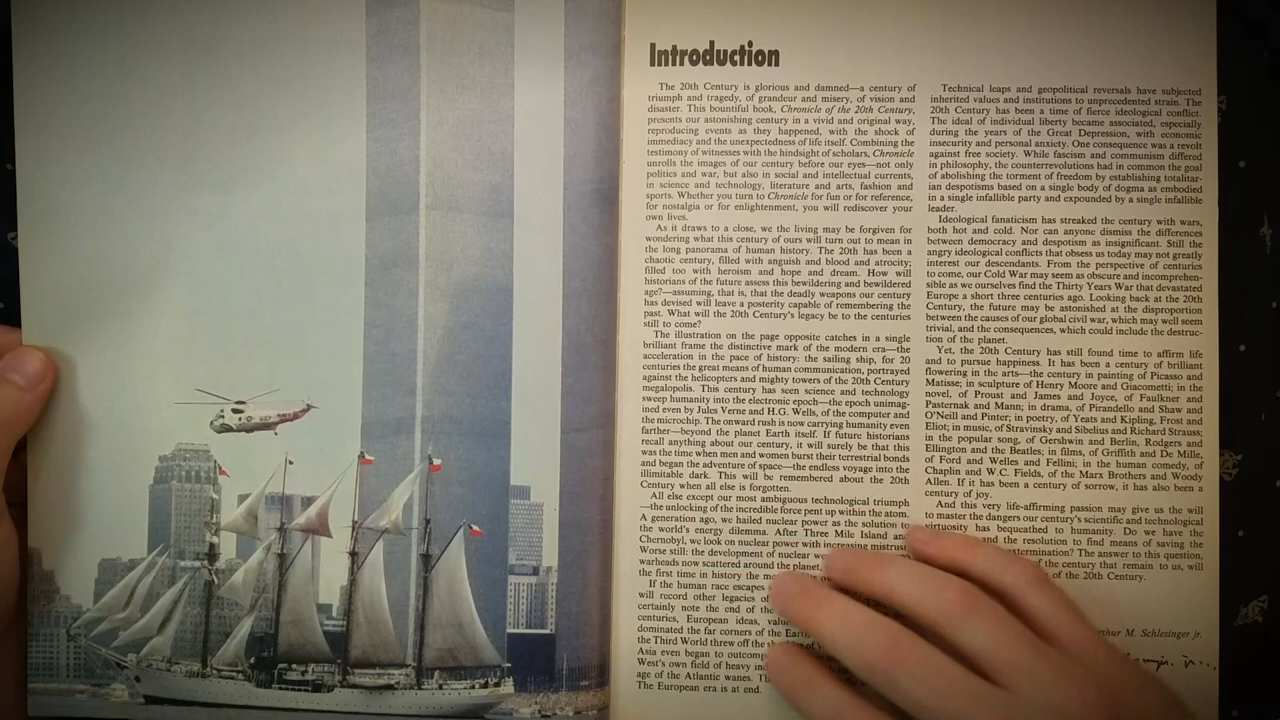 Introduction
The 20th Century is glorious and damned—a century of
triumph and tragedy, of grandeur and misery, of vision and
disaster. This bountiful book, Chronicle of the 20th Century,
presents our astonishing century in a vivid and original way,
reproducing events as they happened, with the shock of
immediacy and the unexpectedness of life itself. Combining the
testimony of witnesses with the hindsight of scholars, Chronicle
unrolls the images of our century before our eyes—not only
politics and war, but also in social and intellectual currents,
in science and technology, literature and arts, fashion and
sports. Whether you turn to Chronicle for fun or for reference,
for nostalgia or for enlightenment, you will rediscover your
own lives.
As it draws to a close, we the living may be forgiven for
wondering what this century of ours will turn out to mean in
the long panorama of human history. The 20th has been a
chaotic century, filled with anguish and blood and atrocity;
filled too with heroism and hope and dream. How will
historians of the future assess this bewildering and bewildered
age?—assuming, that is, that the deadly weapons our century
has devised will leave a posterity capable of remembering the
past. What will the 20th Century's legacy be to the centuries
still to come?
The illustration on the page opposite catches in a single
brilliant frame the distinctive mark of the modern era—the
acceleration in the pace of history: the sailing ship, for 20
centuries the great means of human communication, portrayed
against the helicopters and mighty towers of the 20th Century
megalopolis. This century has seen science and technology
sweep humanity into the electronic epoch—the epoch unimag-
ined even by Jules Verne and H.G. Wells, of the computer and
the microchip. The onward rush is now carrying humanity even
farther—beyond the planet Earth itself. If future historians
recall anything about our century, it will surely be that this
was the time when men and women burst their terrestrial bonds
and began the adventure of space—the endless voyage into the
illimitable dark. This will be remembered about the 20th
Century when all else is forgotten.
All else except our most ambiguous technological triumph
—the unlocking of the incredible force pent up within the atom.
A generation ago, we hailed nuclear power as the solution to
the world's energy dilemma. After Three Mile Island and
Chernobyl, we look on nuclear power with increasing mistrust
Worse still: the development of nuclear
warheads now scattered around the planet,
the first time in history the
If the human race escapes
will record other legacies of
certainly note the end of the
centuries, European ideas,
dominated the far corners of the Earth
the Third World threw off the
Asia even began to
West's own field of heavy
age of the Atlantic wanes.
The European era is at end.
Technical leaps and geopolitical reversals have subjected
inherited values and institutions to unprecedented strain. The
20th Century has been a time of fierce ideological conflict.
The ideal of individual liberty became associated, especially
during the years of the Great Depression, with economic
insecurity and personal anxiety. One consequence was a revolt
against free society. While fascism and communism differed
in philosophy, the counterrevolutions had in common the goal
of abolishing the torment of freedom by establishing totalitar-
ian despotisms based on a single body of dogma as embodied
in a single infallible party and expounded by a single infallible
leader.
Ideological fanaticism has streaked the century with wars,
both hot and cold. Nor can anyone dismiss the differences
between democracy and despotism as insignificant. Still the
angry ideological conflicts that obsess us today may not greatly
interest our descendants. From the perspective of centuries
to come, our Cold War may seem as obscure and incomprehen-
sible as we ourselves find the Thirty Years War that devastated
Europe a short three centuries ago. Looking back at the 20th
Century, the future may be astonished at the disproportion
between the causes of our global civil war, which may well seem
trivial, and the consequences, which could include the destruc-
tion of the planet.
Yet, the 20th Century has still found time to affirm life
and to pursue happiness. It has been a century of brilliant
flowering in the arts—the century in painting of Picasso and
Matisse; in sculpture of Henry Moore and Giacometti; in the
novel, of Proust and James and Joyce, of Faulkner and
Pasternak and Mann; in drama, of Pirandello and Shaw and
O'Neill and Pinter; in poetry, of Yeats and Kipling, Frost and
Eliot; in music, of Stravinsky and Sibelius and Richard Strauss;
in the popular song, of Gershwin and Berlin, Rodgers and
Ellington and the Beatles; in films, of Griffith and De Mille,
of Ford and Welles and Fellini; in the human comedy, of
Chaplin and W.C. Fields, of the Marx Brothers and Woody
Allen. If it has been a century of sorrow, it has also been a
century of joy.
And this very life-affirming passion may give us the will
to master the dangers our century's scientific and technological
virtuosity has bequeathed to humanity. Do we have the
and the resolution to find means of saving the
extermination? The answer to this question,
of the century that remain to us, will
of the 20th Century.
Arthur M. Schlesinger jr.